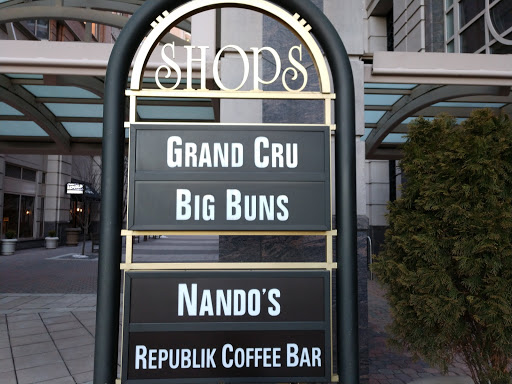 SHOPS
GRAND CRU
BIG BUNS
NANDO'S
REPUBLIK COFFEE BAR